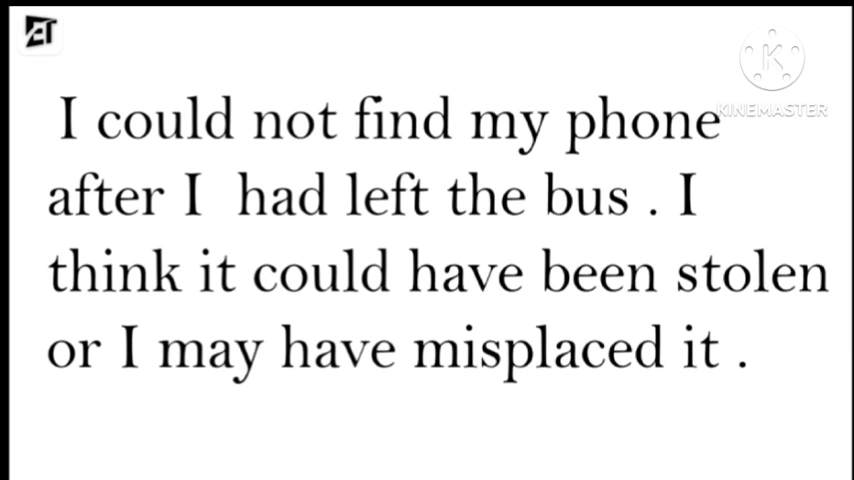 KINEMASTER
I could not find my phone
after I had left the bus . I
think it could have been stolen
or I may have misplaced it .